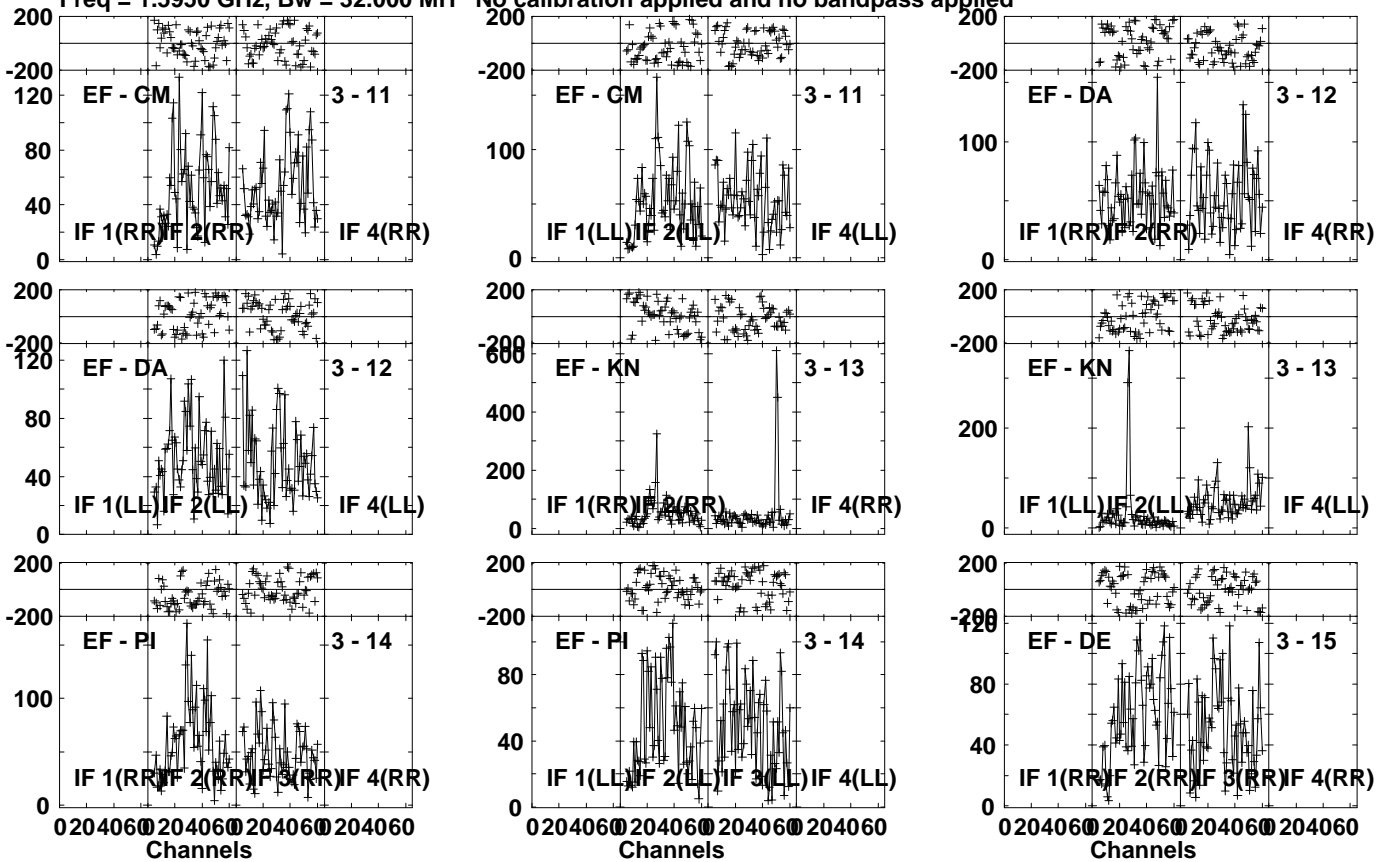 Freq = 1.5950 GHz, Bw = 32.000 MH No calibration applied and no bandpass applied
200 200 200
-200 -200 -200
EF - CM 3 - 11 EF - CM 3 - 11 EF - DA 3 - 12
120
100 100
80
40
IF 1(RR) IF 2(RR) IF 4(RR) IF 1(LL) IF 2(LL) IF 4(LL) IF 1(RR) IF 2(RR) IF 4(RR)
0 0 0
200 200 200
-200 -200 -200
120 600
EF - DA 3 - 12 EF - KN 3 - 13 EF - KN 3 - 13
80 400 200
40 200
IF 1(LL) IF 2(LL) IF 4(LL) IF 1(RR) IF 2(RR) IF 4(RR) IF 1(LL) IF 2(LL) IF 4(LL)
0 0 0
200 200 200
-200 -200 -200
120
EF - PI 3 - 14 EF - PI 3 - 14 EF - DE 3 - 15
100 80 80
40 40
IF 1(RR) IF 2(RR) IF 3(RR) IF 4(RR) IF 1(LL) IF 2(LL) IF 3(LL) IF 4(LL) IF 1(RR) IF 2(RR) IF 3(RR) IF 4(RR)
0 0 0
0 20 40 60 0 20 40 60 0 20 40 60 0 20 40 60 0 20 40 60 0 20 40 60 0 20 40 60 0 20 40 60 0 20 40 60 0 20 40 60 0 20 40 60 0 20 40 60
Channels Channels Channels